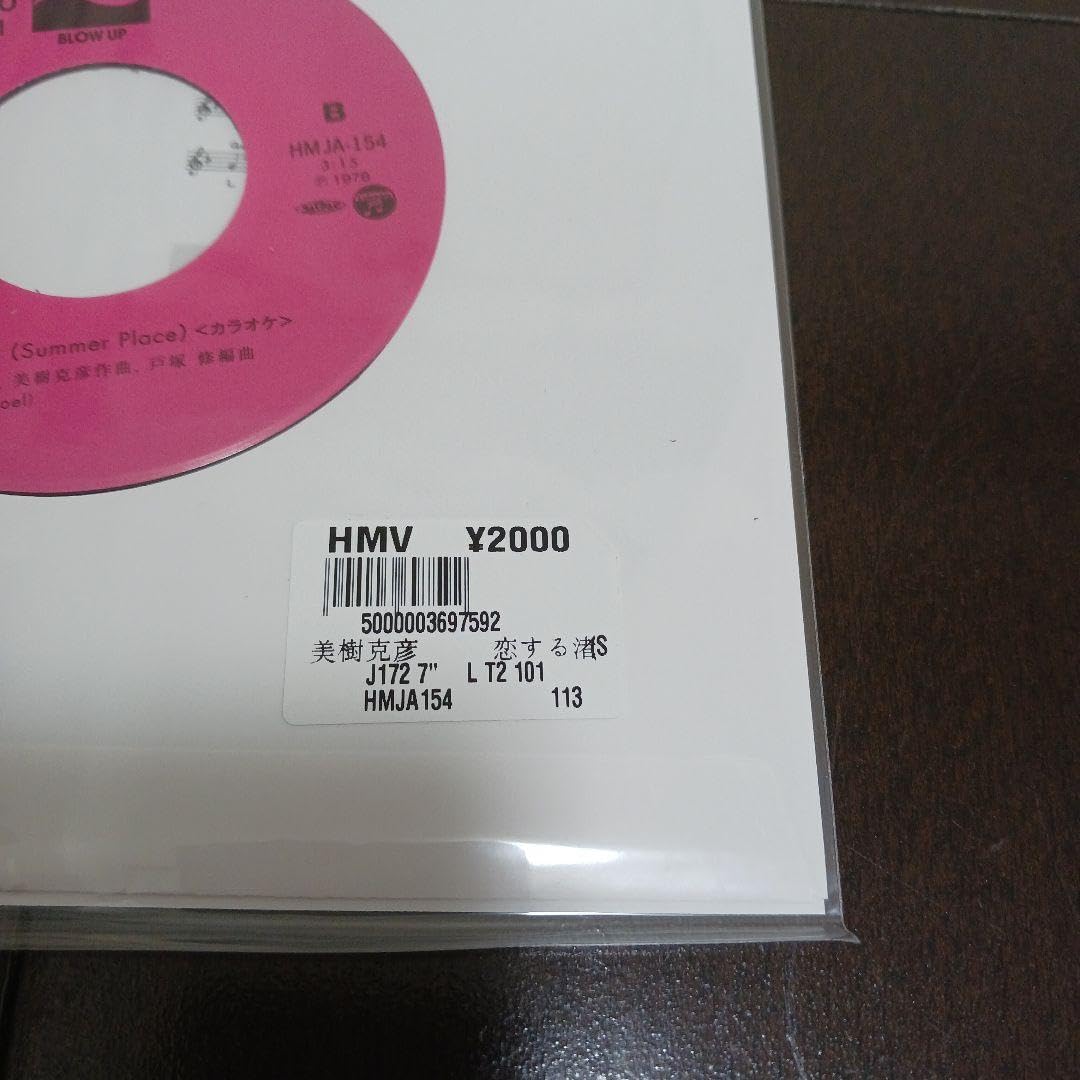 BLOW UP
B
HMJA-154
3:15
℗ 1978
(Summer Place) <カラオケ>
美樹克彦作曲、戸塚 修編曲
oel)
HMV ¥2000
5000003697592
美樹克彦 恋する渚(S
J172 7" L T2 101
HMJA154 113